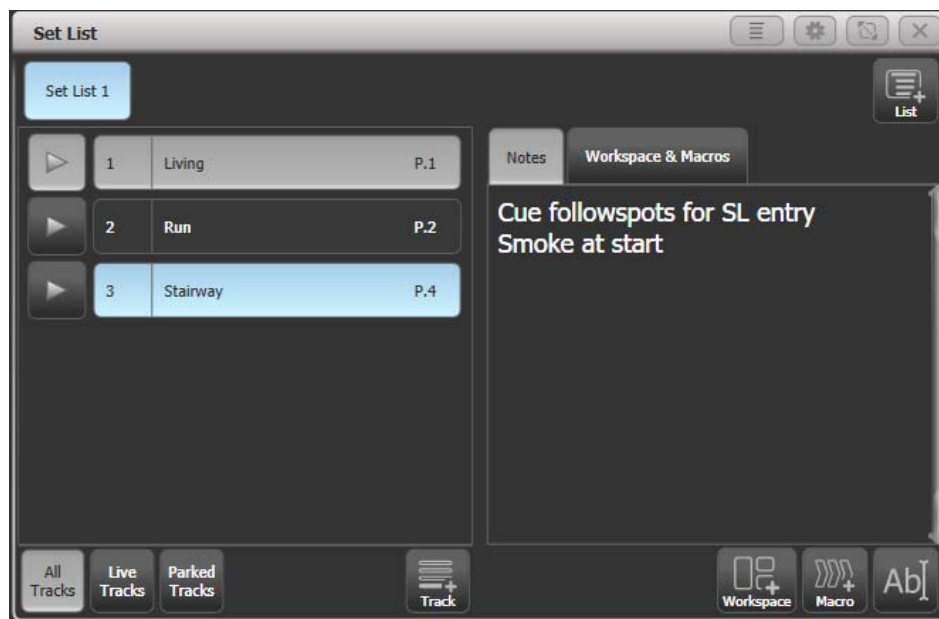 Set List
Set List 1
List
1 Living P.1
2 Run P.2
3 Stairway P.4
Notes
Workspace & Macros
Cue followspots for SL entry
Smoke at start
All
Tracks
Live
Tracks
Parked
Tracks
Track
Workspace
Macro
Ab